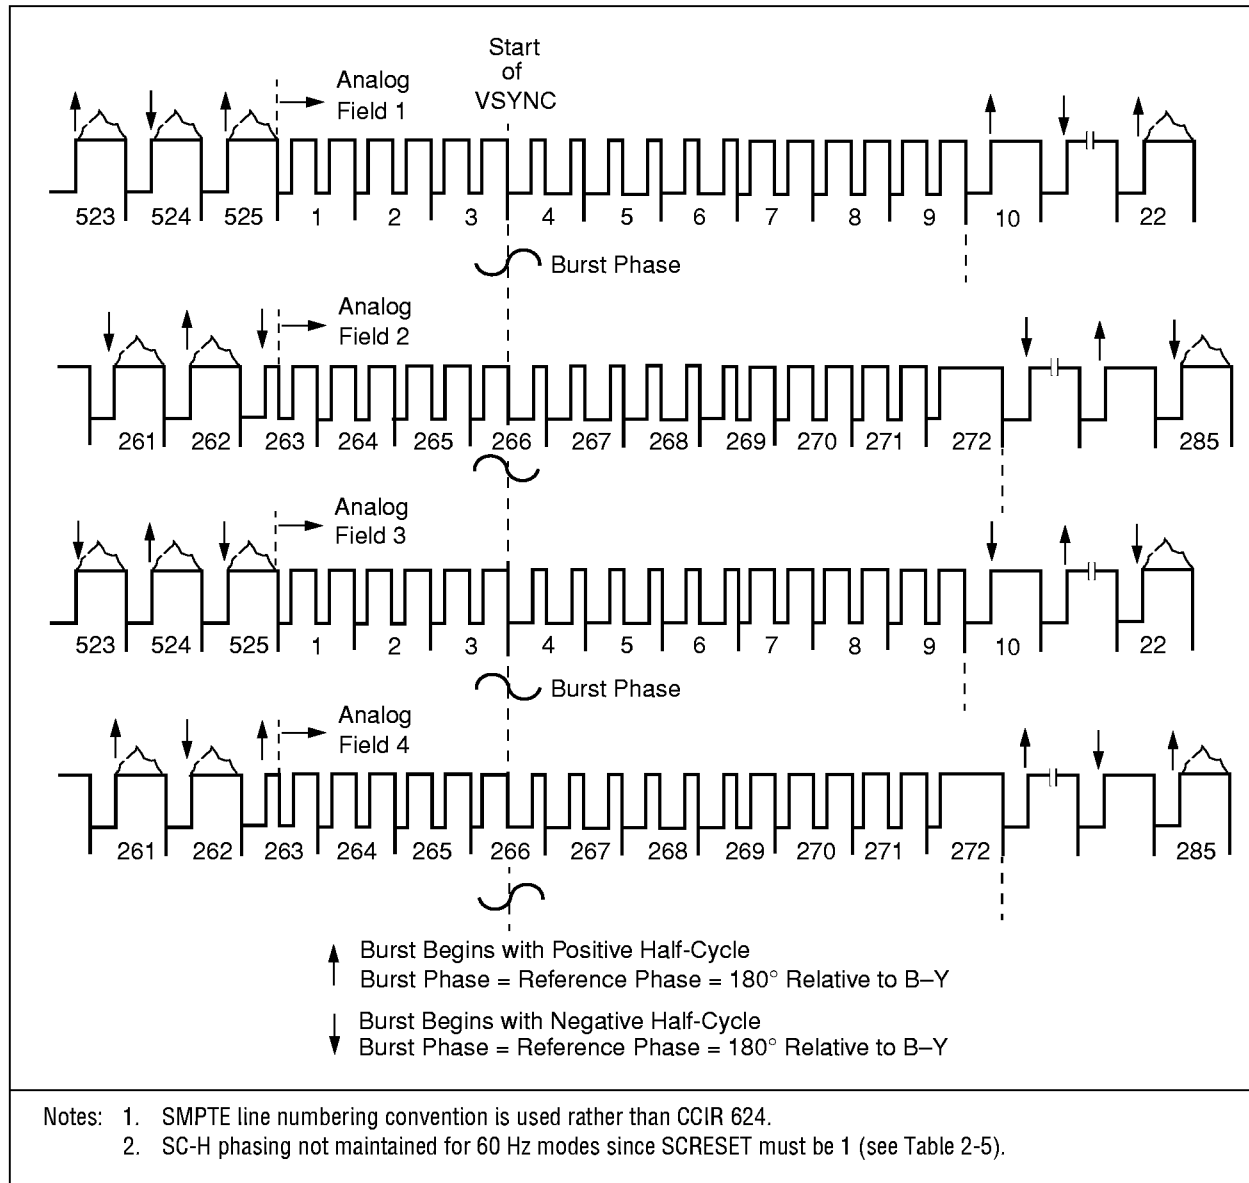 Start
of
VSYNC
Analog
Field 1
523 524 525 1 2 3 4 5 6 7 8 9 10 22
Burst Phase
Analog
Field 2
261 262 263 264 265 266 267 268 269 270 271 272 285
Analog
Field 3
523 524 525 1 2 3 4 5 6 7 8 9 10 22
Burst Phase
Analog
Field 4
261 262 263 264 265 266 267 268 269 270 271 272 285
Burst Begins with Positive Half-Cycle
Burst Phase = Reference Phase = 180° Relative to B–Y
Burst Begins with Negative Half-Cycle
Burst Phase = Reference Phase = 180° Relative to B–Y
Notes: 1. SMPTE line numbering convention is used rather than CCIR 624.
2. SC-H phasing not maintained for 60 Hz modes since SCRESET must be 1 (see Table 2-5).